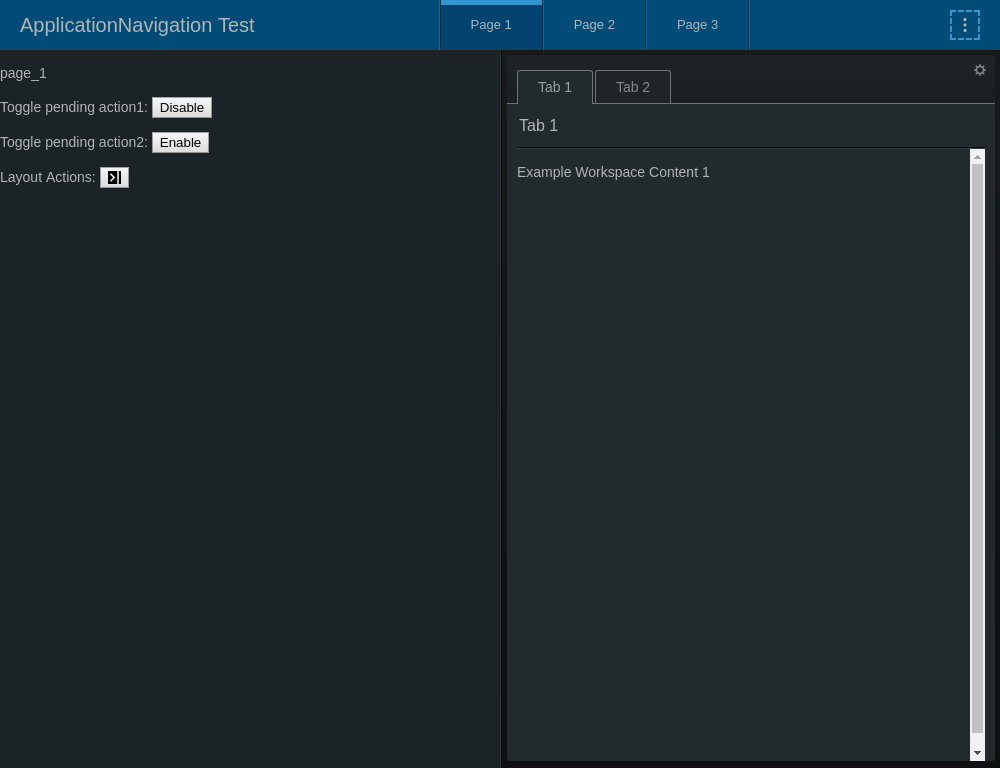 ApplicationNavigation Test
Page 1
Page 2
Page 3
page_1
Toggle pending action1: Disable
Toggle pending action2: Enable
Layout Actions:
Tab 1
Tab 2
Tab 1
Example Workspace Content 1